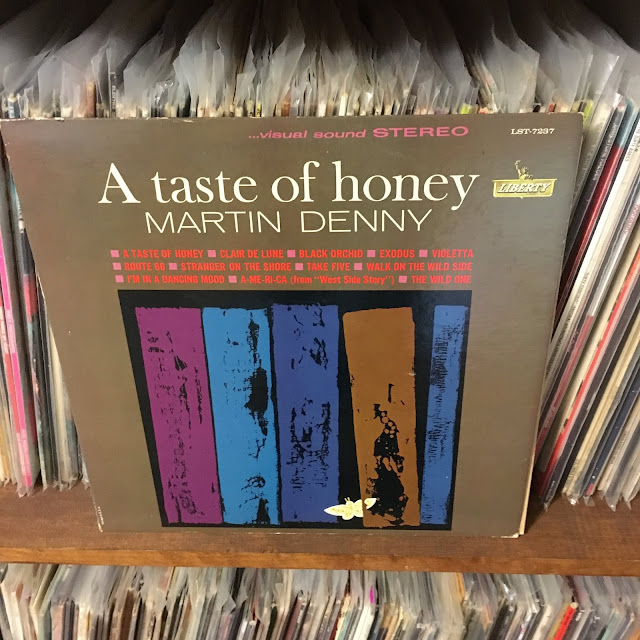 ...visual sound STEREO
LST-7237
A taste of honey
LIBERTY
MARTIN DENNY
A TASTE OF HONEY CLAIR DE LUNE BLACK ORCHID EXODUS VIOLETTA
ROUTE 66 STRANGER ON THE SHORE TAKE FIVE WALK ON THE WILD SIDE
I'M IN A DANCING MOOD A-ME-RI-CA (from "West Side Story") THE WILD ONE